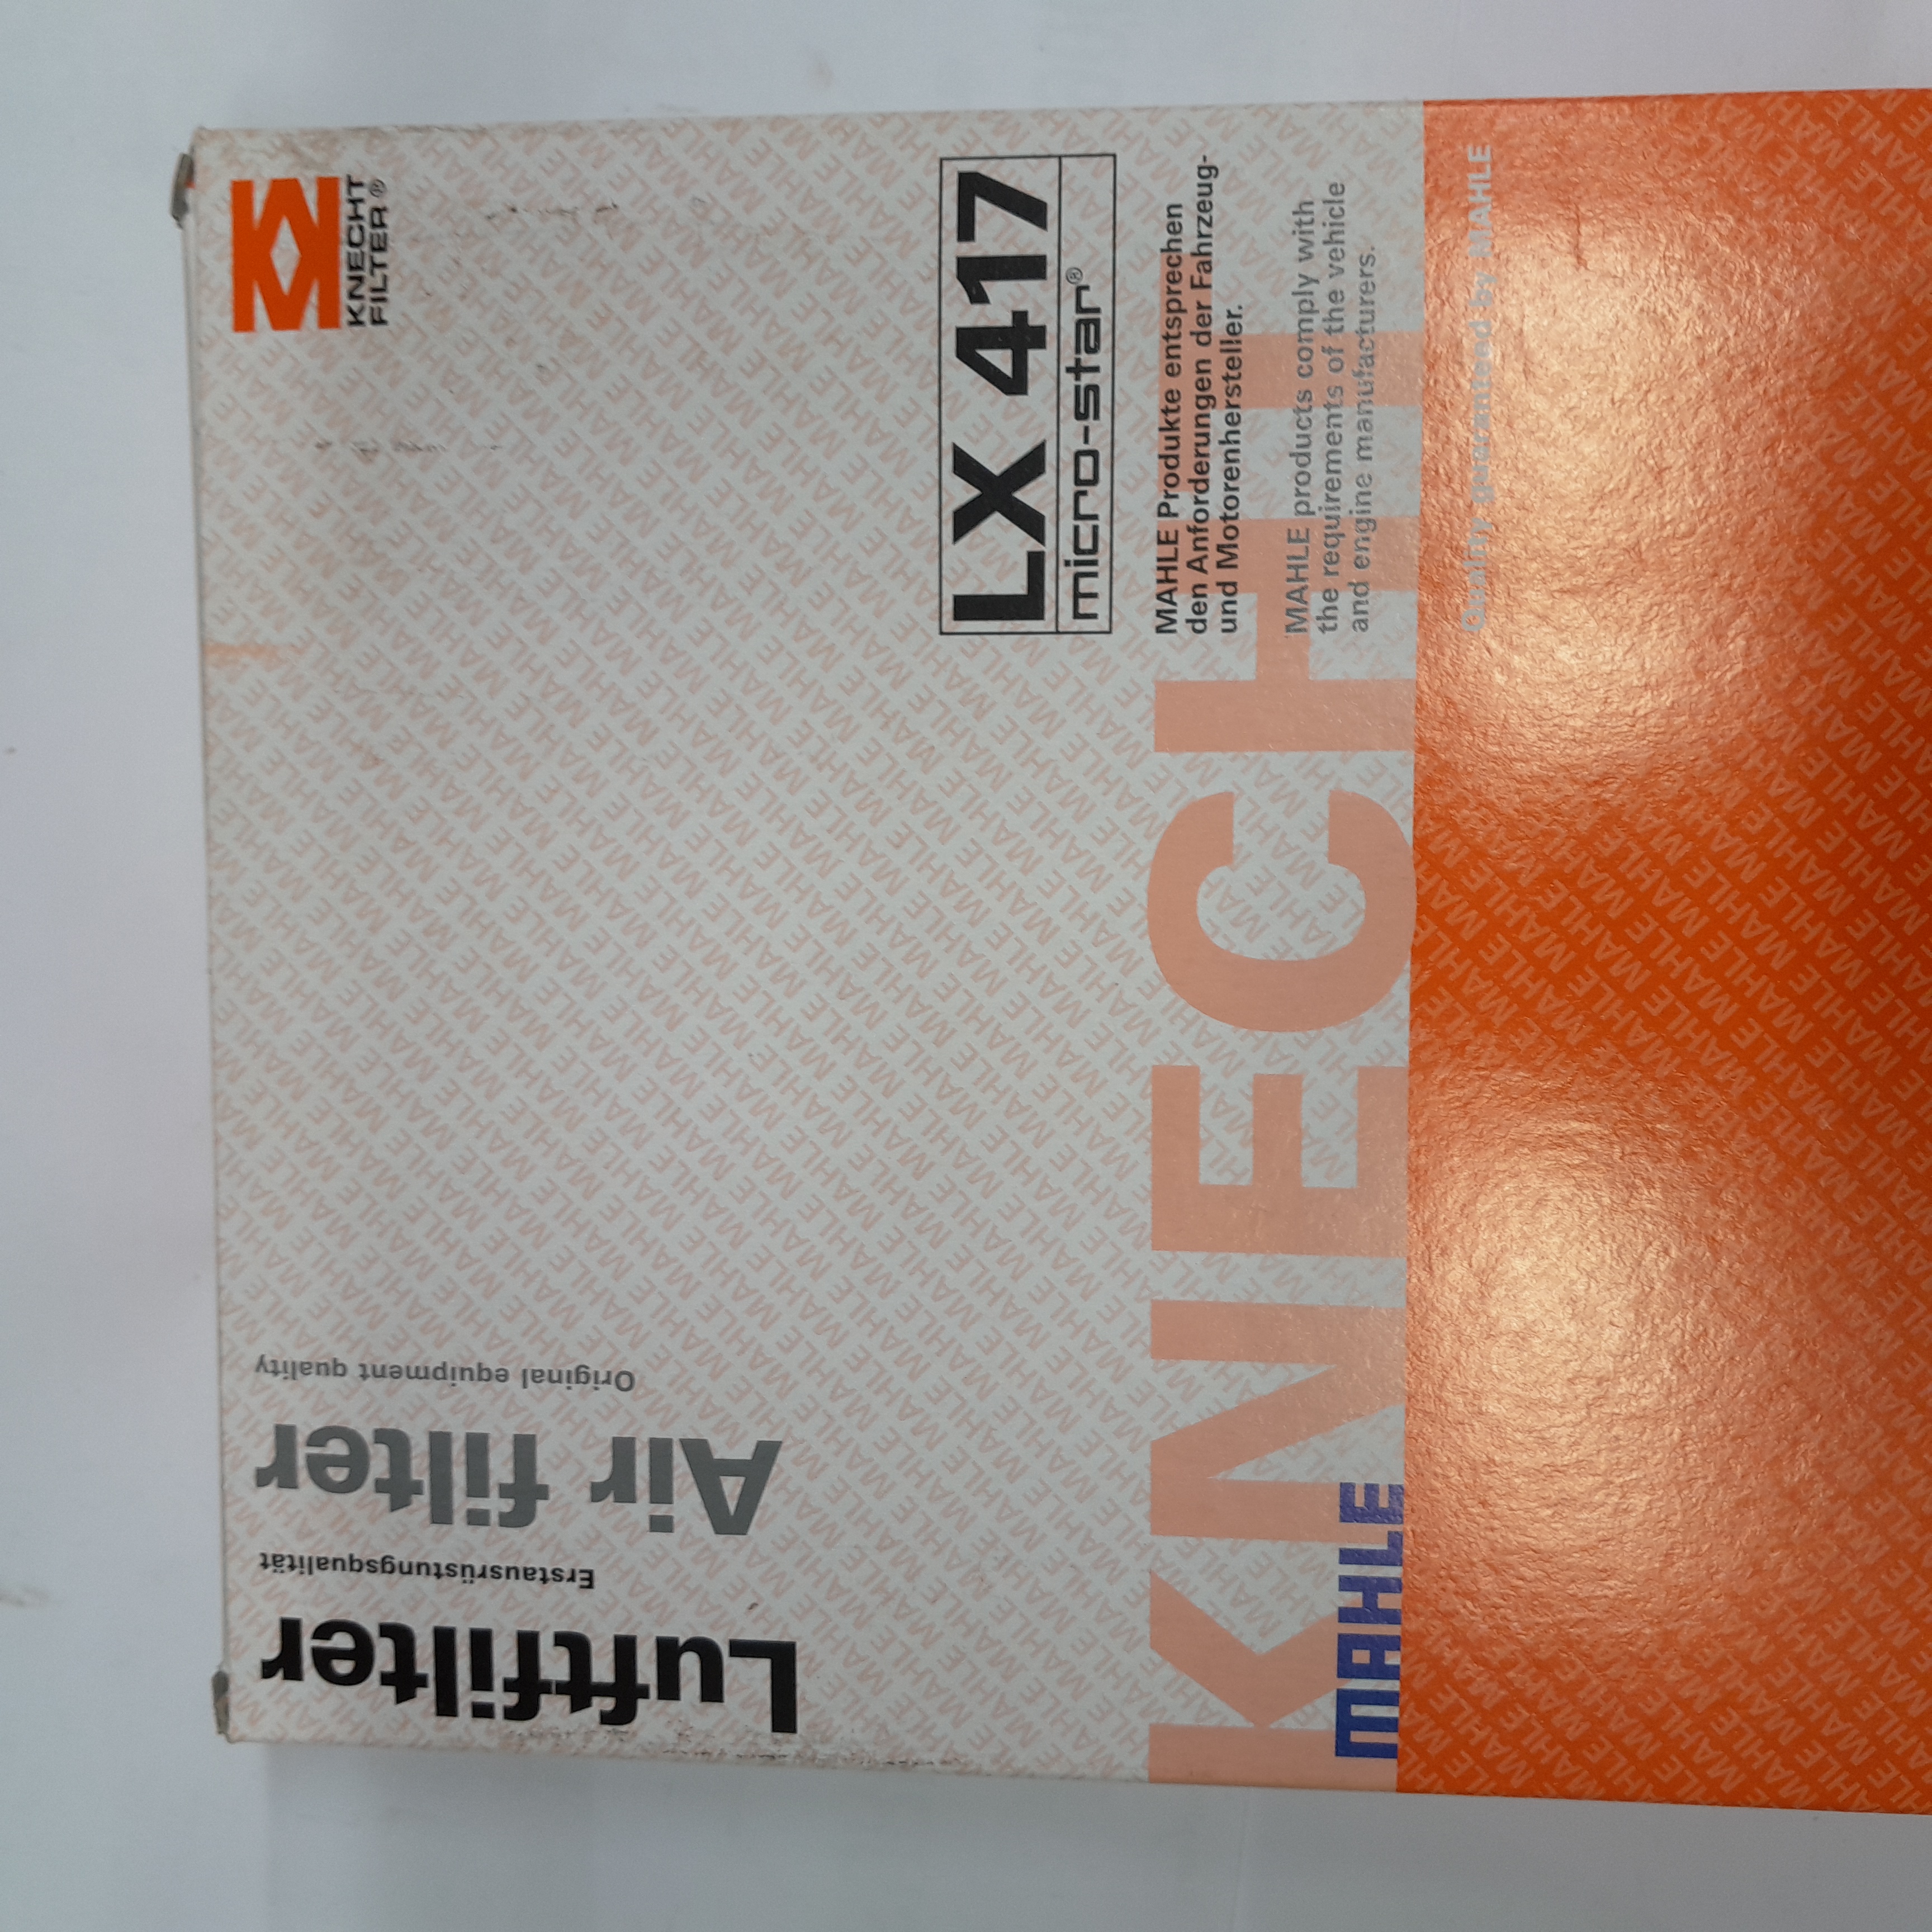 KNECHT
FILTER®
LX 417
micro-star®
MAHLE Produkte entsprechen
den Anforderungen der Fahrzeug-
und Motorenhersteller.
MAHLE products comply with
the requirements of the vehicle
and engine manufacturers.
Quality guaranteed by MAHLE
KNECHT
MAHLE
Luftfilter
Erstausrüstungsqualität
Air filter
Original equipment quality